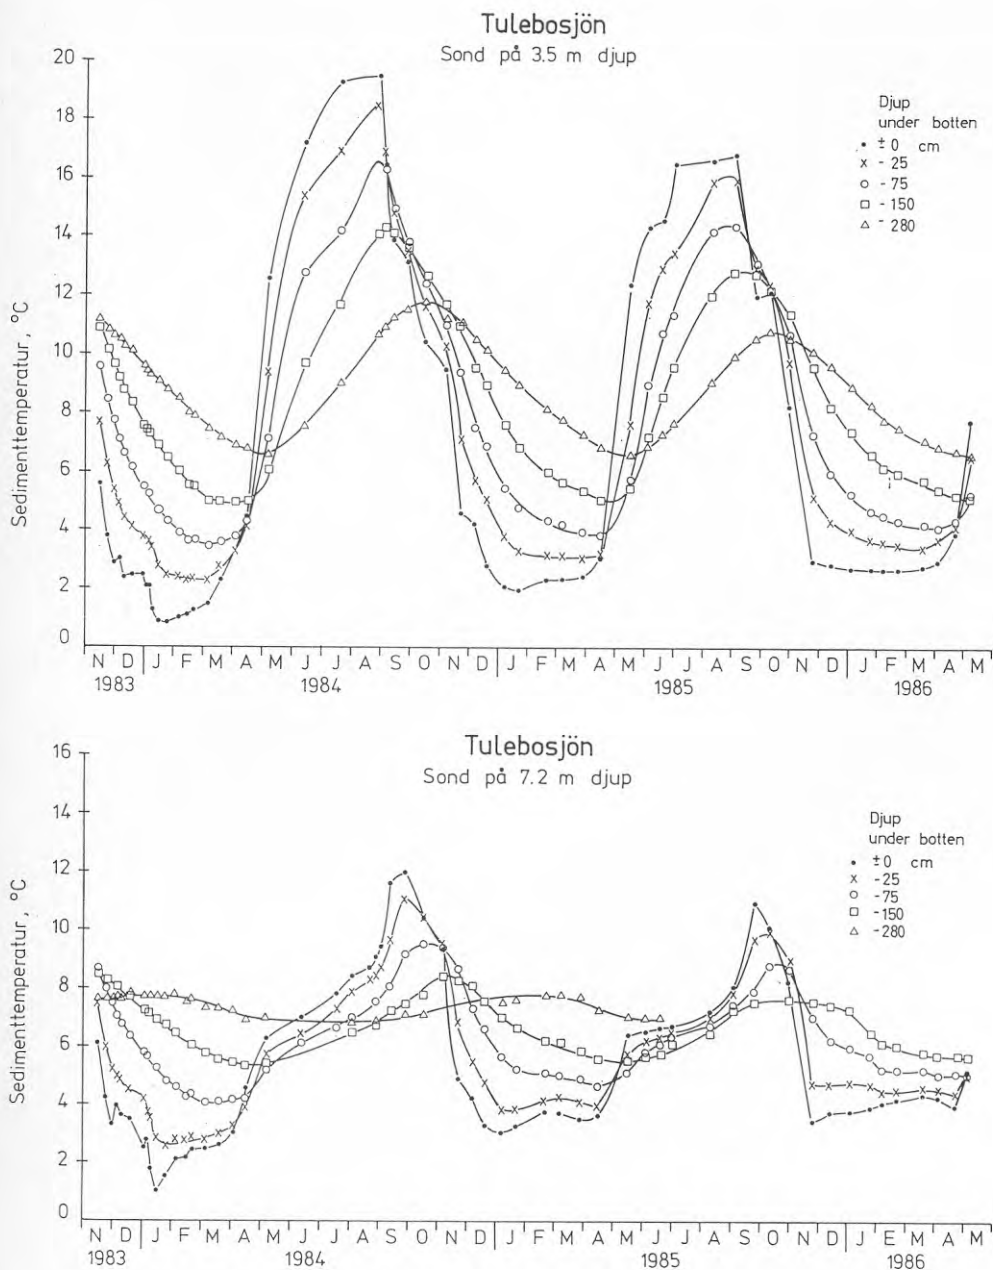 Tulebosjön
Sond på 3.5 m djup
20
18
16
14
12
10
8
6
4
2
0
Sedimenttemperatur, °C
Djup
under botten
±0 cm
-25
-75
-150
-280
N D J F M A M J J A S O N D J F M A M J J A S O N D J F M A M
1983 1984 1985 1986
Tulebosjön
Sond på 7.2 m djup
16
14
12
10
8
6
4
2
0
Sedimenttemperatur, °C
Djup
under botten
±0 cm
-25
-75
-150
-280
N D J F M A M J J A S O N D J F M A M J J A S O N D J F M A M
1983 1984 1985 1986